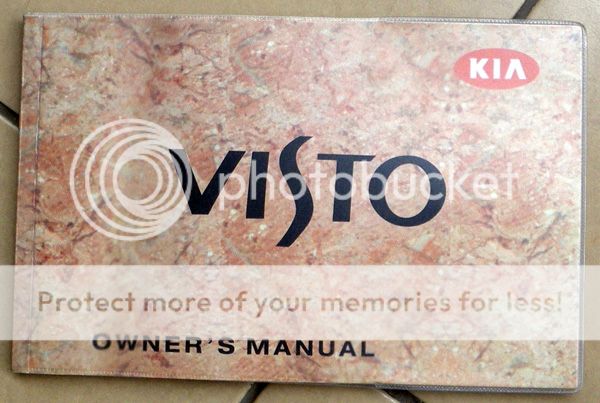 KIA
VISTO
photobucket
Protect more of your memories for less!
OWNER'S MANUAL